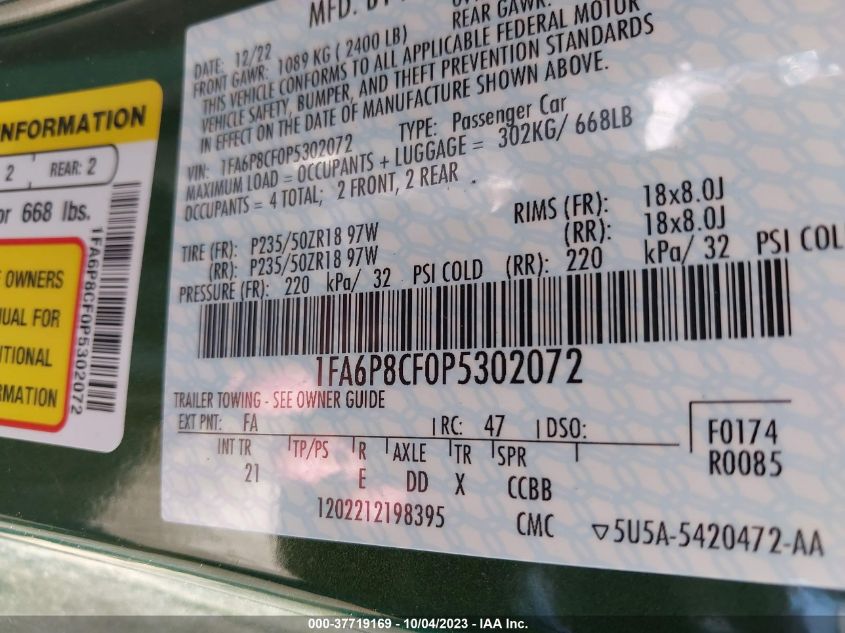 MFD. BY
REAR GAWR:
DATE: 12/22
FRONT GAWR: 1089 KG ( 2400 LB)
THIS VEHICLE CONFORMS TO ALL APPLICABLE FEDERAL MOTOR
VEHICLE SAFETY, BUMPER, AND THEFT PREVENTION STANDARDS
IN EFFECT ON THE DATE OF MANUFACTURE SHOWN ABOVE.
VIN: 1FA6P8CF0P5302072 TYPE: Passenger Car
MAXIMUM LOAD = OCCUPANTS + LUGGAGE = 302KG/ 668LB
OCCUPANTS = 4 TOTAL; 2 FRONT, 2 REAR
TIRE (FR): P235/50ZR18 97W RIMS (FR): 18x8.0J
(RR): P235/50ZR18 97W (RR): 18x8.0J
PRESSURE (FR): 220 kPa/ 32 PSI COLD (RR): 220 kPa/ 32 PSI COL
1FA6P8CF0P5302072
TRAILER TOWING - SEE OWNER GUIDE
EXT PNT: FA RC: 47 DSO:
INT TR TP/PS R AXLE TR SPR
21 E DD X CCBB
F0174
R0085
1202212198395 CMC 5U5A-5420472-AA
INFORMATION
2 REAR: 2
or 668 lbs.
OWNERS
UAL FOR
ITIONAL
RMATION
1FA6P8CF0P5302072
000-37719169 - 10/04/2023 - IAA Inc.